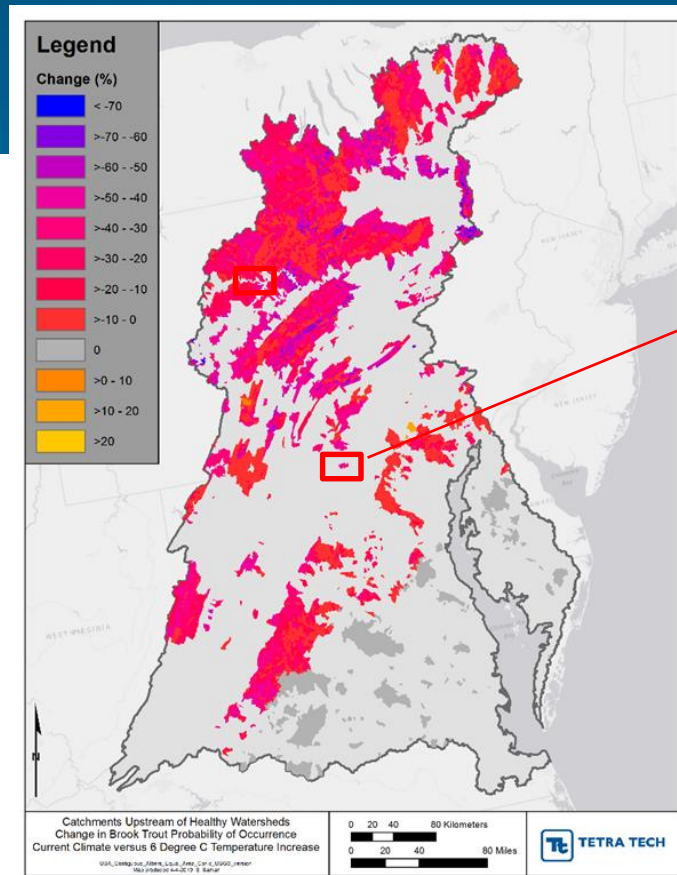 Legend
Change (%)
< -70
>-70 - -60
>-60 - -50
>-50 - -40
>-40 - -30
>-30 - -20
>-20 - -10
>-10 - 0
0
>0 - 10
>10 - 20
>20
NEW JERSEY
NEW JERSEY
WEST VIRGINIA
N
Catchments Upstream of Healthy Watersheds
Change in Brook Trout Probability of Occurrence
Current Climate versus 6 Degree C Temperature Increase
0 20 40 80 Kilometers
0 20 40 80 Miles
Tt TETRA TECH